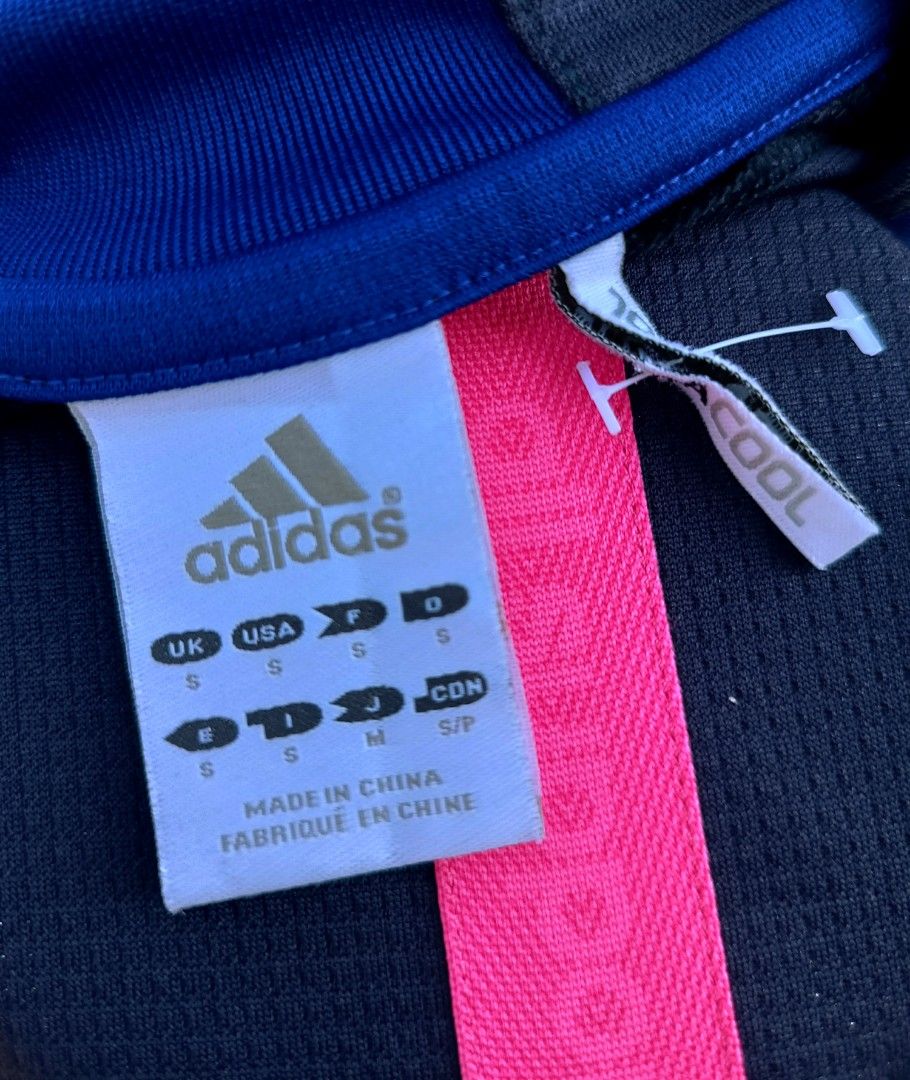 adidas®
UK USA F D
S S S S
E I J CDN
S S M S/P
MADE IN CHINA
FABRIQUÉ EN CHINE
COOL